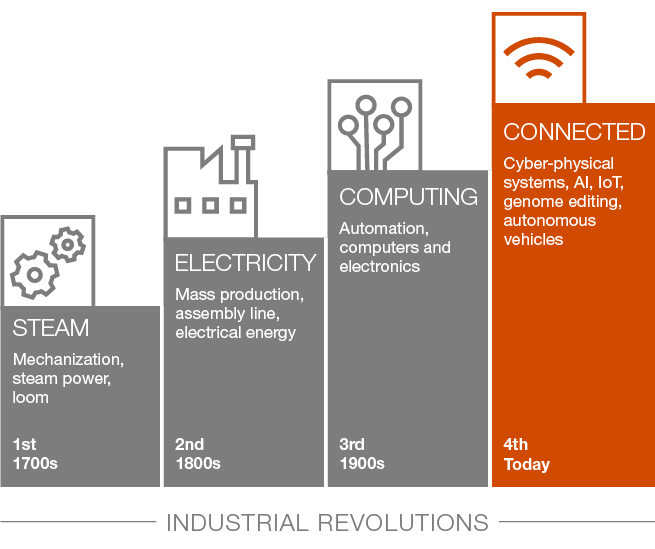 STEAM
Mechanization,
steam power,
loom
1st
1700s
ELECTRICITY
Mass production,
assembly line,
electrical energy
2nd
1800s
COMPUTING
Automation,
computers and
electronics
3rd
1900s
CONNECTED
Cyber-physical
systems, AI, IoT,
genome editing,
autonomous
vehicles
4th
Today
INDUSTRIAL REVOLUTIONS